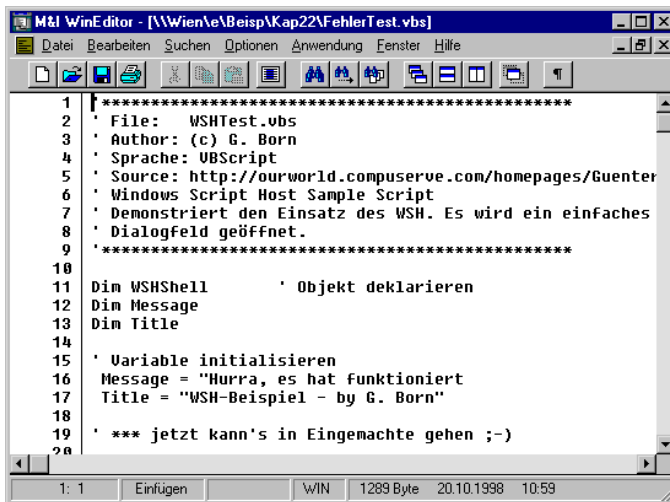 M&I WinEditor - [\\Wien\e\Beisp\Kap22\FehlerTest.vbs]
Datei Bearbeiten Suchen Optionen Anwendung Fenster Hilfe
¶
1 '************************************************
2 ' File: WSHTest.vbs
3 ' Author: (c) G. Born
4 ' Sprache: VBScript
5 ' Source: http://ourworld.compuserve.com/homepages/Guenter
6 ' Windows Script Host Sample Script
7 ' Demonstriert den Einsatz des WSH. Es wird ein einfaches
8 ' Dialogfeld geöffnet.
9 '************************************************
10
11 Dim WSHShell ' Objekt deklarieren
12 Dim Message
13 Dim Title
14
15 ' Variable initialisieren
16 Message = "Hurra, es hat funktioniert
17 Title = "WSH-Beispiel - by G. Born"
18
19 ' *** jetzt kann's in Eingemachte gehen ;-)
20
1: 1 Einfügen WIN 1289 Byte 20.10.1998 10:59